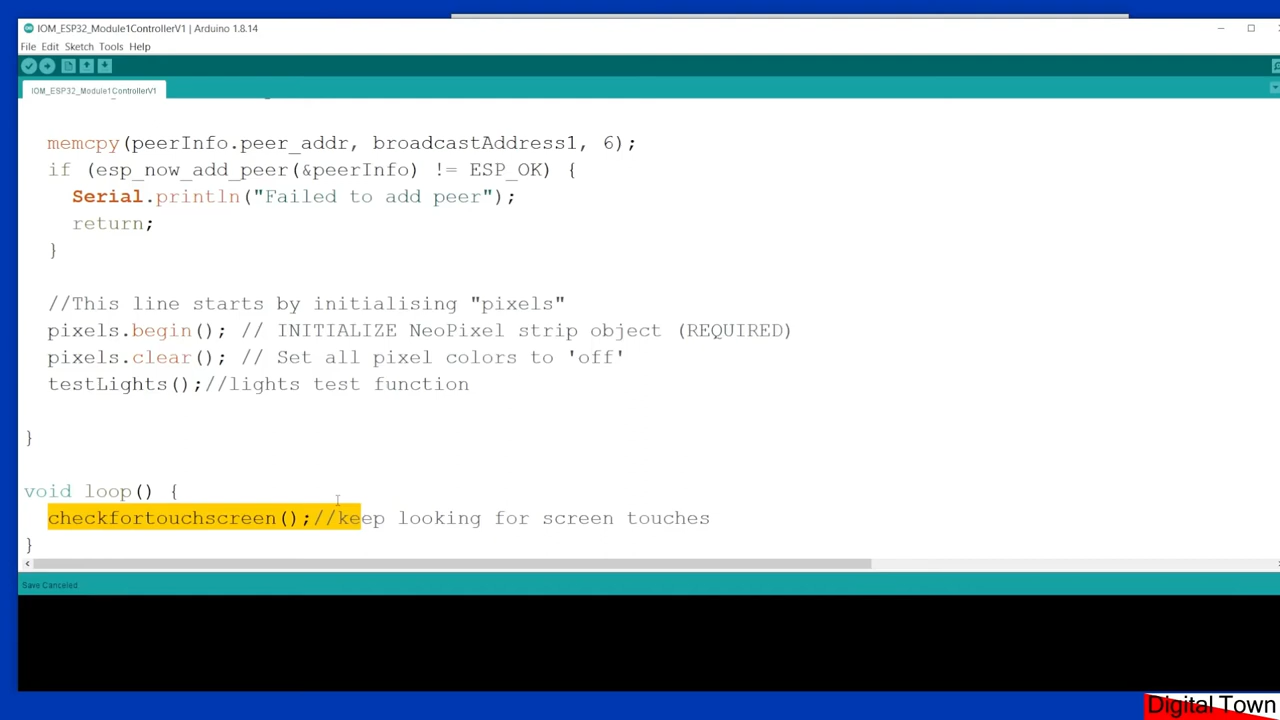 IOM_ESP32_Module1ControllerV1 | Arduino 1.8.14
File Edit Sketch Tools Help
IOM_ESP32_Module1ControllerV1
memcpy(peerInfo.peer_addr, broadcastAddress1, 6);
if (esp_now_add_peer(&peerInfo) != ESP_OK) {
Serial.println("Failed to add peer");
return;
}
//This line starts by initialising "pixels"
pixels.begin(); // INITIALIZE NeoPixel strip object (REQUIRED)
pixels.clear(); // Set all pixel colors to 'off'
testLights();//lights test function
}
void loop() {
checkfortouchscreen();//keep looking for screen touches
}
Save Canceled
Digital Town